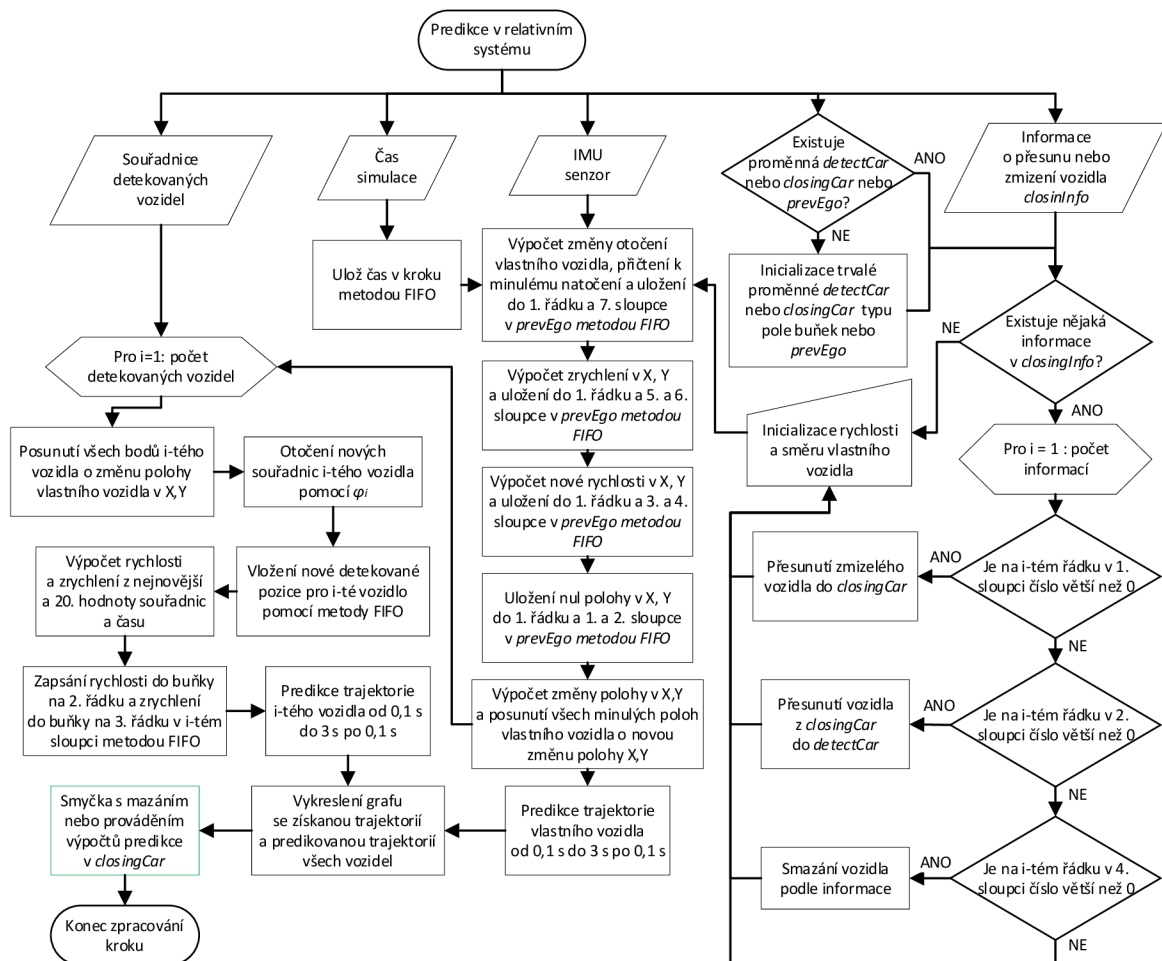 Predikce v relativním
systému
Souřadnice
detekovaných
vozidel
Čas
simulace
IMU
senzor
Existuje
proměnná detectCar
nebo closingCar nebo
prevEgo?
ANO
NE
Informace
o přesunu nebo
zmizení vozidla
closinInfo
Ulož čas v kroku
metodou FIFO
Výpočet změny otočení
vlastního vozidla, přičtení k
minulému natočení a uložení
do 1. řádku a 7. sloupce
v prevEgo metodou FIFO
Inicializace trvalé
proměnné detectCar
nebo closingCar typu
pole buňek nebo
prevEgo
NE
Existuje nějaká
informace
v closingInfo?
ANO
Pro i=1: počet
detekovaných vozidel
Výpočet zrychlení v X, Y
a uložení do 1. řádku a 5. a 6.
sloupce v prevEgo metodou
FIFO
Inicializace rychlosti
a směru vlastního
vozidla
Pro i = 1 : počet
informací
Posunutí všech bodů i-tého
vozidla o změnu polohy
vlastního vozidla v X,Y
Otočení nových
souřadnic i-tého vozidla
pomocí φi
Výpočet nové rychlosti v X, Y
a uložení do 1. řádku a 3. a 4.
sloupce v prevEgo metodou
FIFO
Výpočet rychlosti
a zrychlení z nejnovější
a 20. hodnoty souřadnic
a času
Vložení nové detekované
pozice pro i-té vozidlo
pomocí metody FIFO
Uložení nul polohy v X, Y
do 1. řádku a 1. a 2. sloupce
v prevEgo metodou FIFO
Přesunutí zmizelého
vozidla do closingCar
ANO
Je na i-tém řádku v 1.
sloupci číslo větší než 0
NE
Zapsání rychlosti do buňky
na 2. řádku a zrychlení
do buňky na 3. řádku v i-tém
sloupci metodou FIFO
Predikce trajektorie
i-tého vozidla od 0,1 s
do 3 s po 0,1 s
Výpočet změny polohy v X,Y
a posunutí všech minulých poloh
vlastního vozidla o novou
změnu polohy X,Y
Přesunutí vozidla
z closingCar
do detectCar
ANO
Je na i-tém řádku v 2.
sloupci číslo větší než 0
NE
Smyčka s mazáním
nebo prováděním
výpočtů predikce
v closingCar
Vykreslení grafu
se získanou trajektorií
a predikovanou trajektorií
všech vozidel
Predikce trajektorie
vlastního vozidla
od 0,1 s do 3 s po 0,1 s
Smazání vozidla
podle informace
ANO
Je na i-tém řádku v 4.
sloupci číslo větší než 0
NE
Konec zpracování
kroku